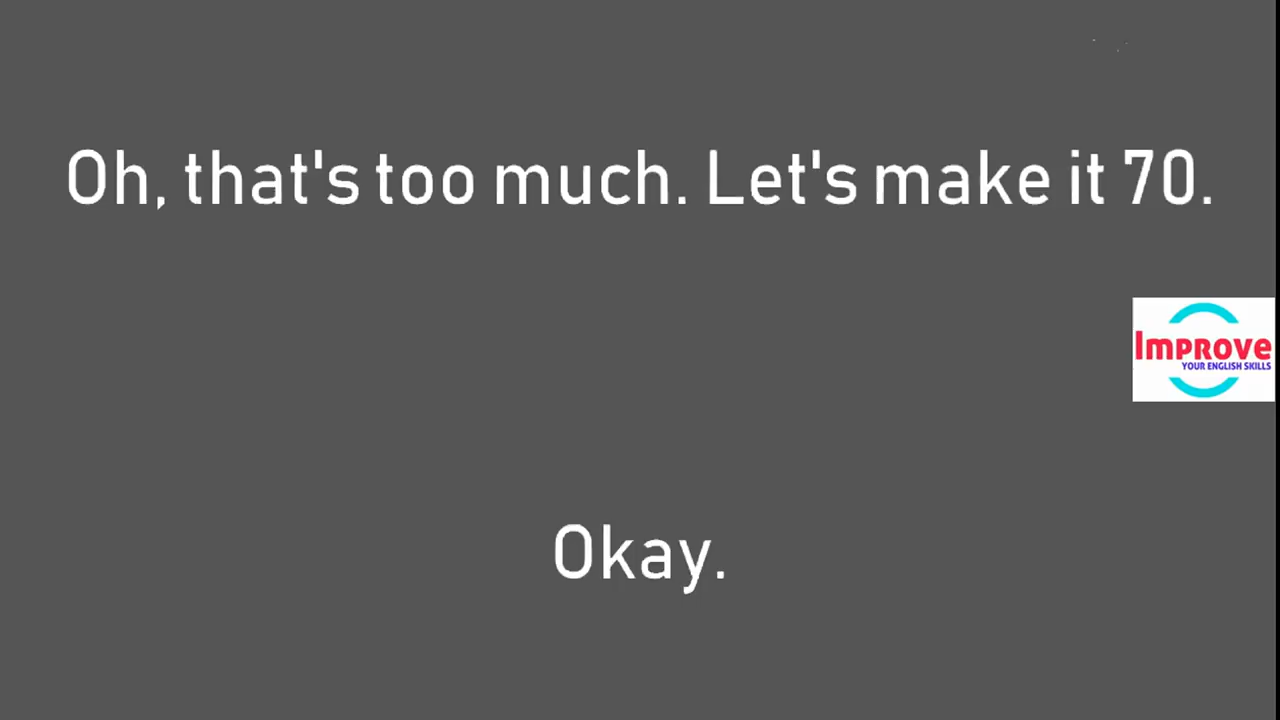 Oh, that's too much. Let's make it 70.
Improve
YOUR ENGLISH SKILLS
Okay.